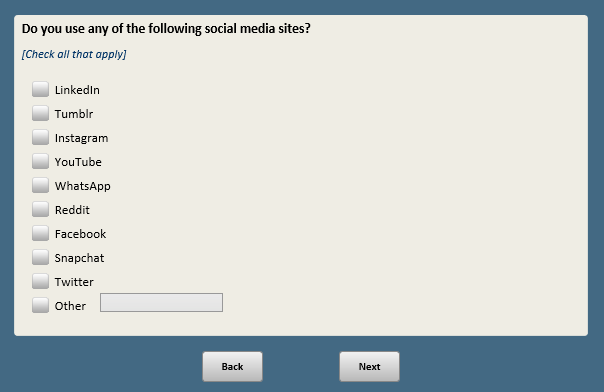 Do you use any of the following social media sites?
[Check all that apply]
LinkedIn
Tumblr
Instagram
YouTube
WhatsApp
Reddit
Facebook
Snapchat
Twitter
Other
Back Next